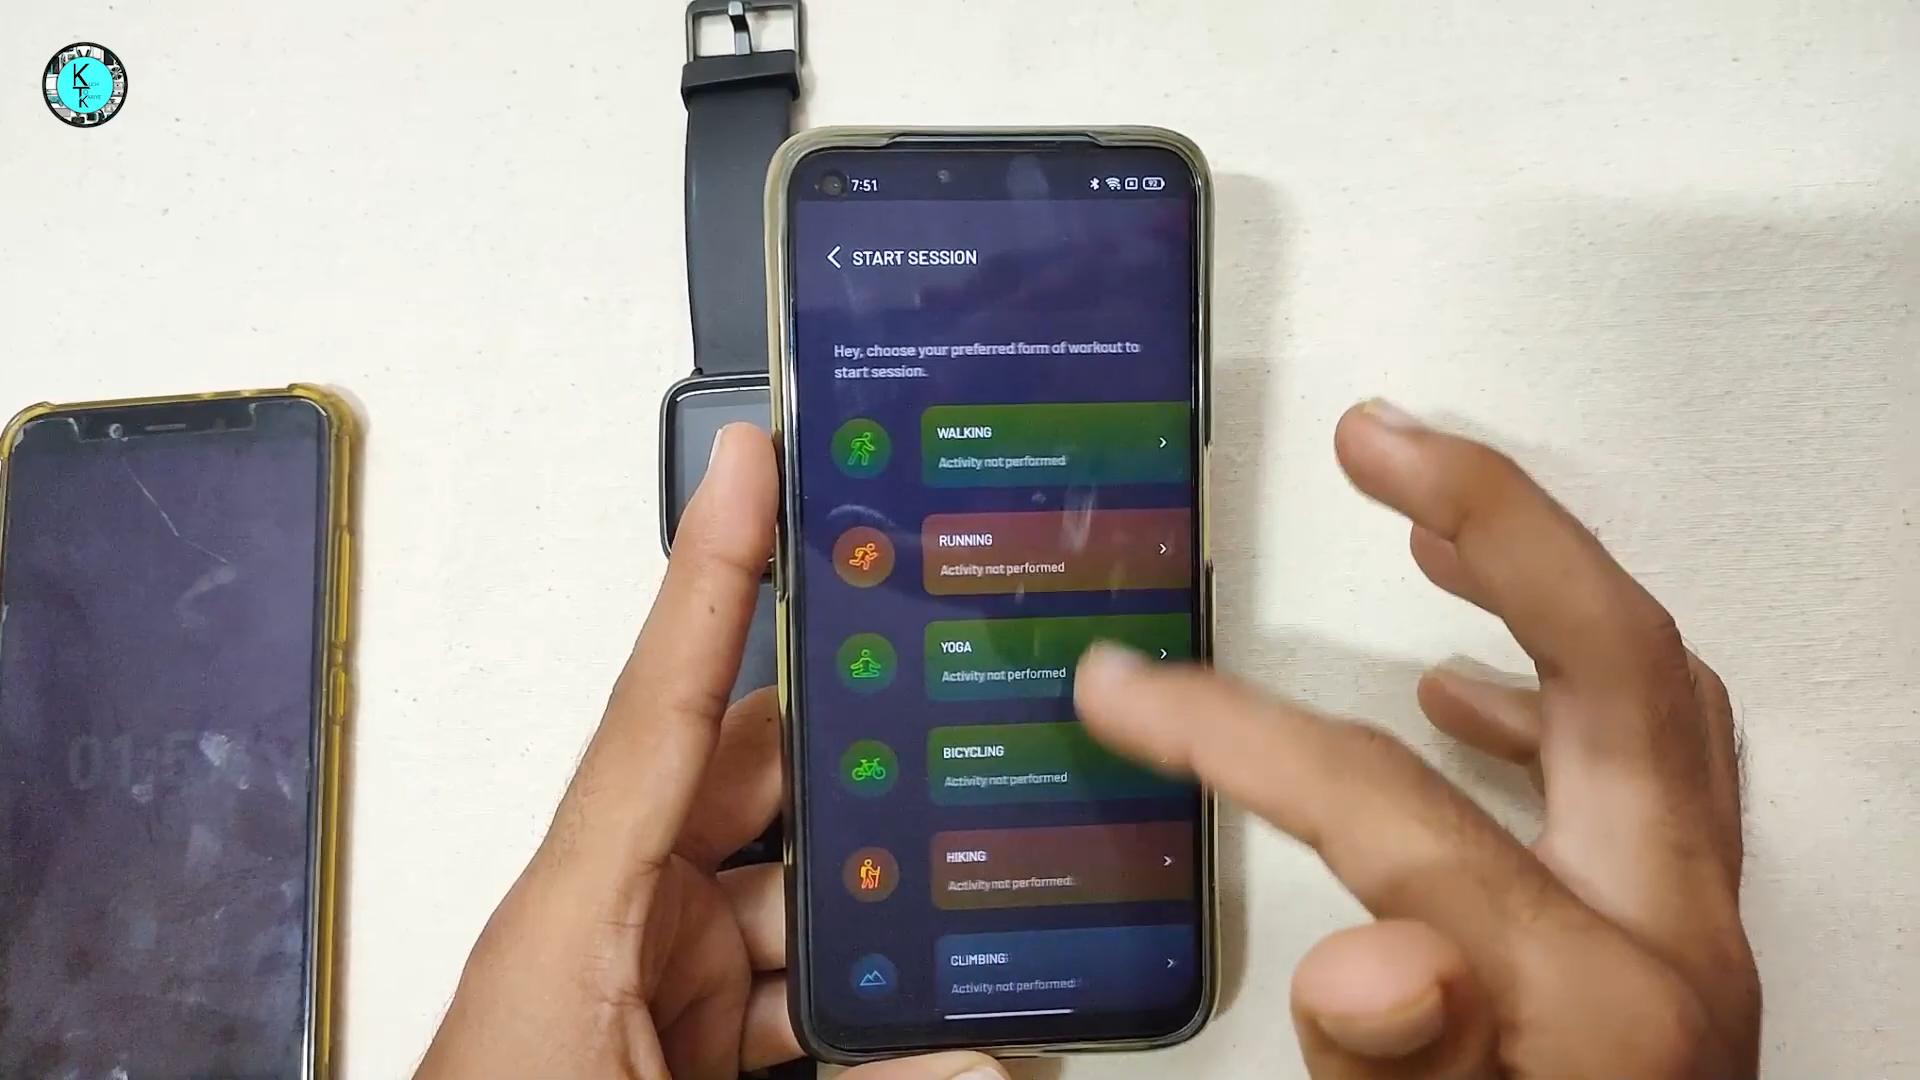 K
T
K
7:51
92
START SESSION
Hey, choose your preferred form of workout to
start session.
WALKING
Activity not performed
RUNNING
Activity not performed
YOGA
Activity not performed
BICYCLING
Activity not performed
HIKING
Activity not performed
CLIMBING
Activity not performed